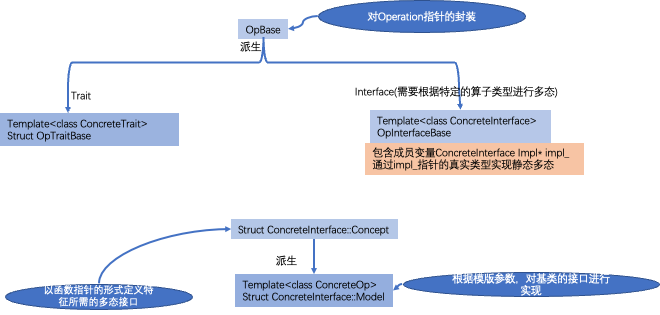 对Operation指针的封装
OpBase
派生
Trait
Interface(需要根据特定的算子类型进行多态)
Template<class ConcreteTrait>
Struct OpTraitBase
Template<class ConcreteInterface>
OpInterfaceBase
包含成员变量ConcreteInterface Impl* impl_
通过impl_指针的真实类型实现静态多态
Struct ConcreteInterface::Concept
派生
以函数指针的形式定义特
征所需的多态接口
Template<class ConcreteOp>
Struct ConcreteInterface::Model
根据模版参数，对基类的接口进行
实现